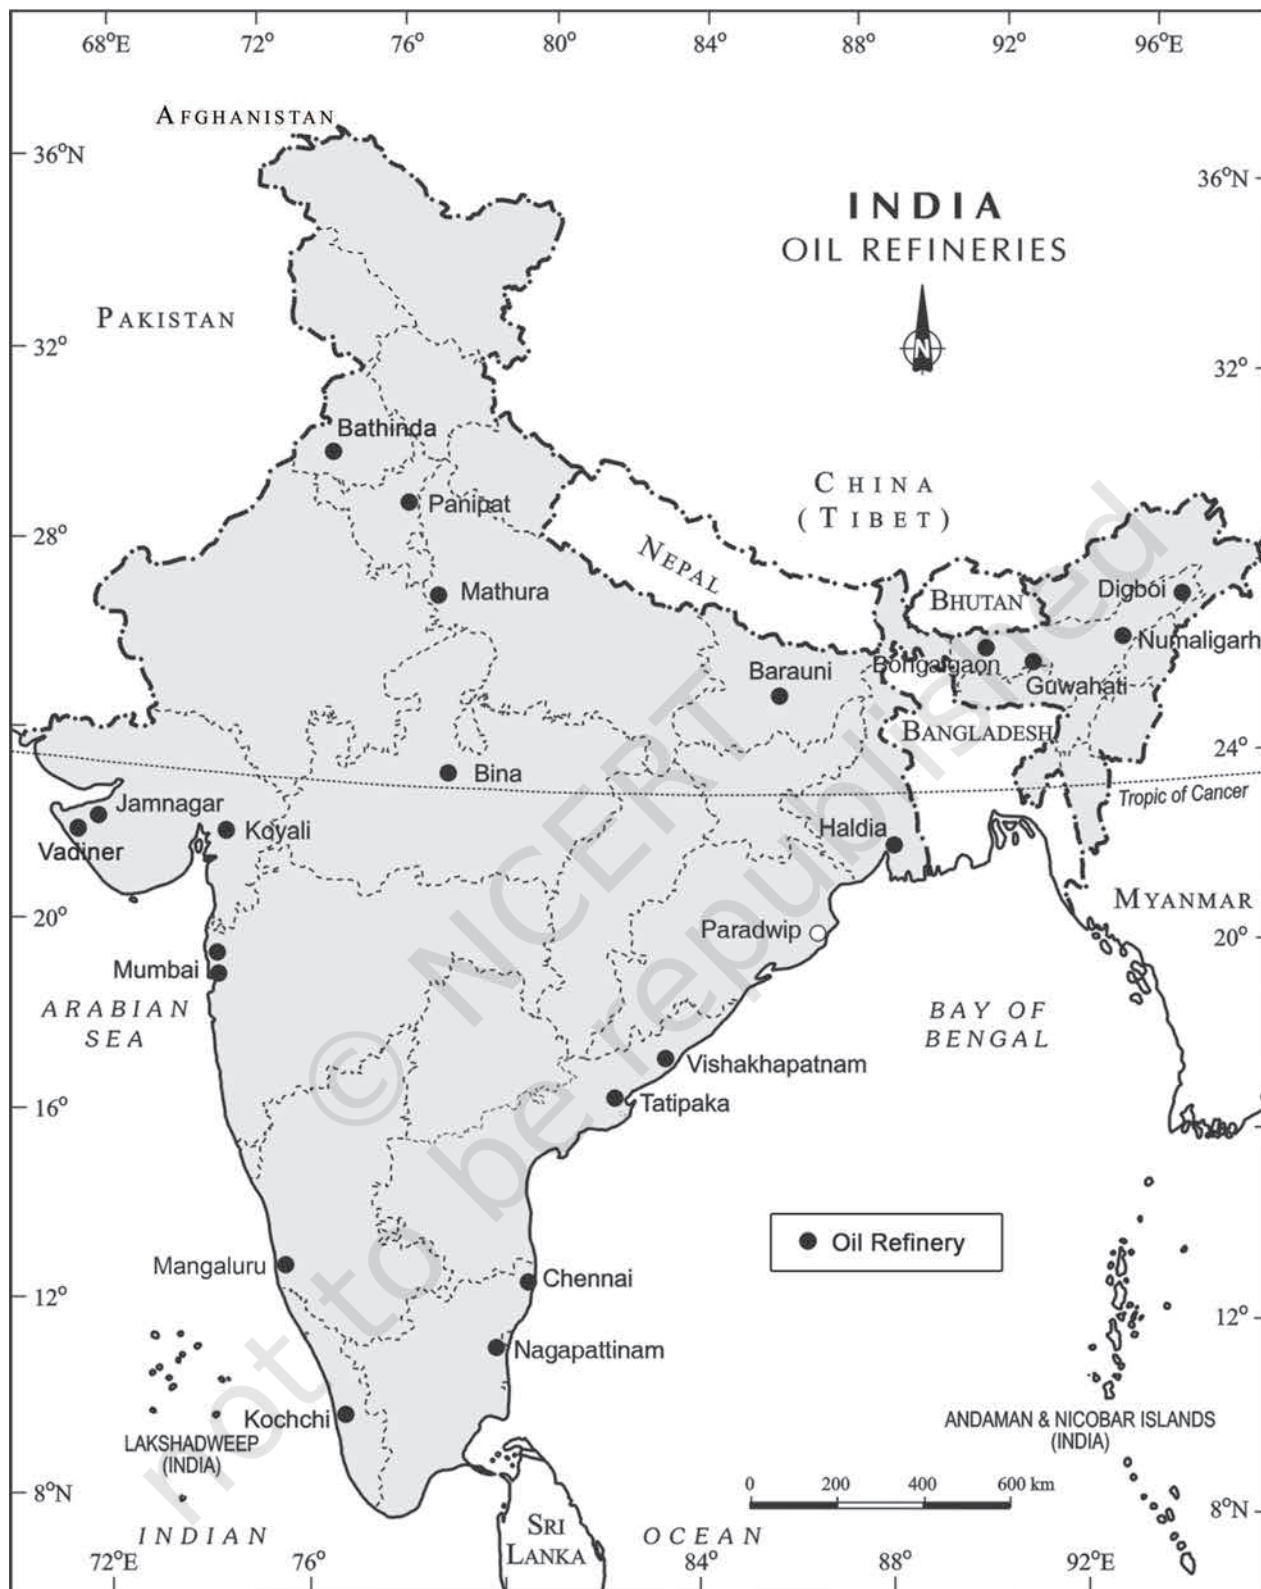 68°E 72° 76° 80° 84° 88° 92° 96°E
AFGHANISTAN
36°N
36°N
INDIA
OIL REFINERIES
PAKISTAN
N
32°
32°
Bathinda
CHINA
(TIBET)
Panipat
28°
NEPAL
Mathura
BHUTAN
Digboi
Numaligarh
Bongaigaon
Barauni
Guwahati
BANGLADESH
24°
Bina
Tropic of Cancer
Jamnagar
Koyali
Haldia
Vadiner
MYANMAR
20°
Paradwip
20°
Mumbai
ARABIAN
SEA
BAY OF
BENGAL
Vishakhapatnam
Tatipaka
16°
© NCERT
not to be republished
Oil Refinery
Mangaluru
Chennai
12°
12°
Nagapattinam
Kochchi
LAKSHADWEEP
(INDIA)
ANDAMAN & NICOBAR ISLANDS
(INDIA)
0 200 400 600 km
8°N
8°N
INDIAN OCEAN
SRI
LANKA
72°E 76° 84° 88° 92°E